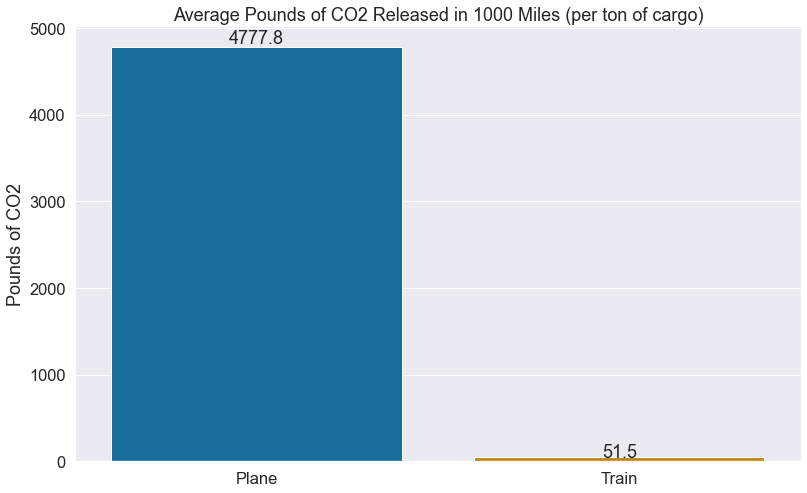 Average Pounds of CO2 Released in 1000 Miles (per ton of cargo)
5000
4777.8
4000
3000
Pounds of CO2
2000
1000
51.5
0
Plane
Train